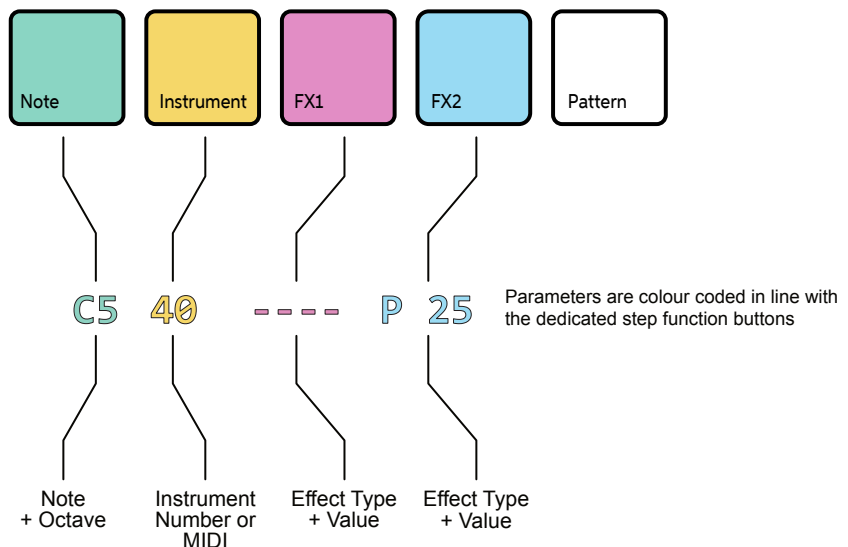 Note
Instrument
FX1
FX2
Pattern
C5 40 ---- P 25
Parameters are colour coded in line with
the dedicated step function buttons
Note
+ Octave
Instrument
Number or
MIDI
Effect Type
+ Value
Effect Type
+ Value